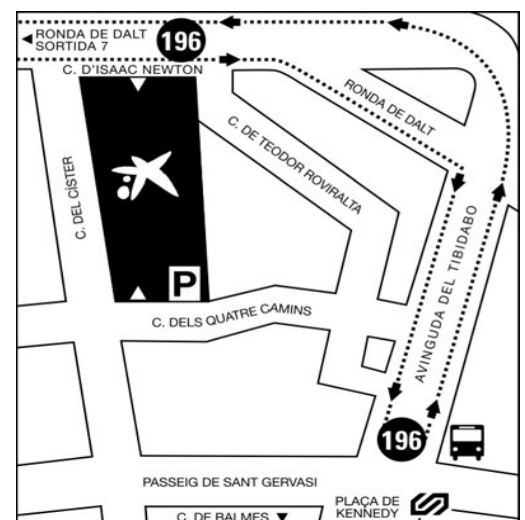 RONDA DE DALT
SORTIDA 7
196
C. D'ISAAC NEWTON
RONDA DE DALT
C. DE TEODOR ROVIRALTA
C. DEL CÍSTER
AVINGUDA DEL TIBIDABO
P
C. DELS QUATRE CAMINS
196
PASSEIG DE SANT GERVASI
PLAÇA DE
KENNEDY
C. DE BALMES